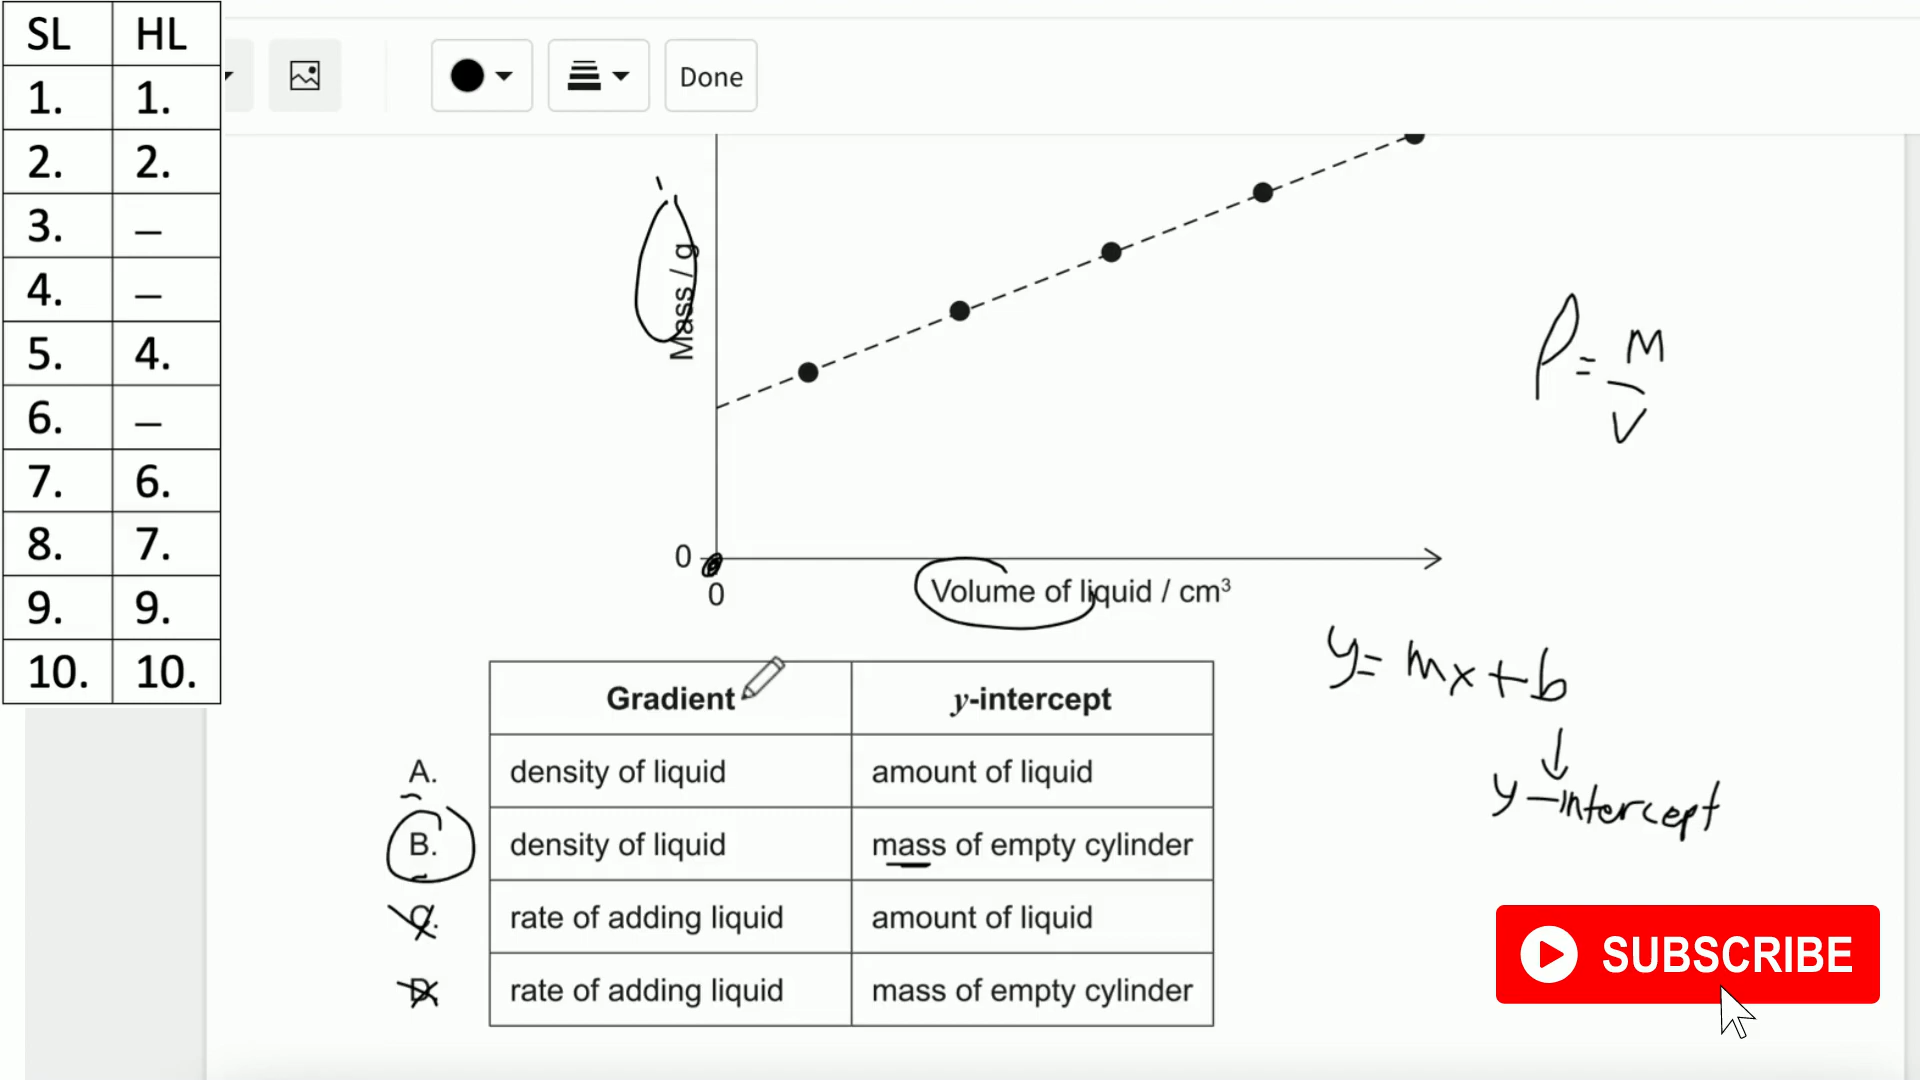 SL HL
1. 1.
2. 2.
3. –
4. –
5. 4.
6. –
7. 6.
8. 7.
9. 9.
10. 10.
Done
Mass / g
ρ = M
V
0
0
Volume of liquid / cm³
y = mx + b
y-intercept
Gradient y-intercept
A. density of liquid amount of liquid
B. density of liquid mass of empty cylinder
C. rate of adding liquid amount of liquid
D. rate of adding liquid mass of empty cylinder
SUBSCRIBE